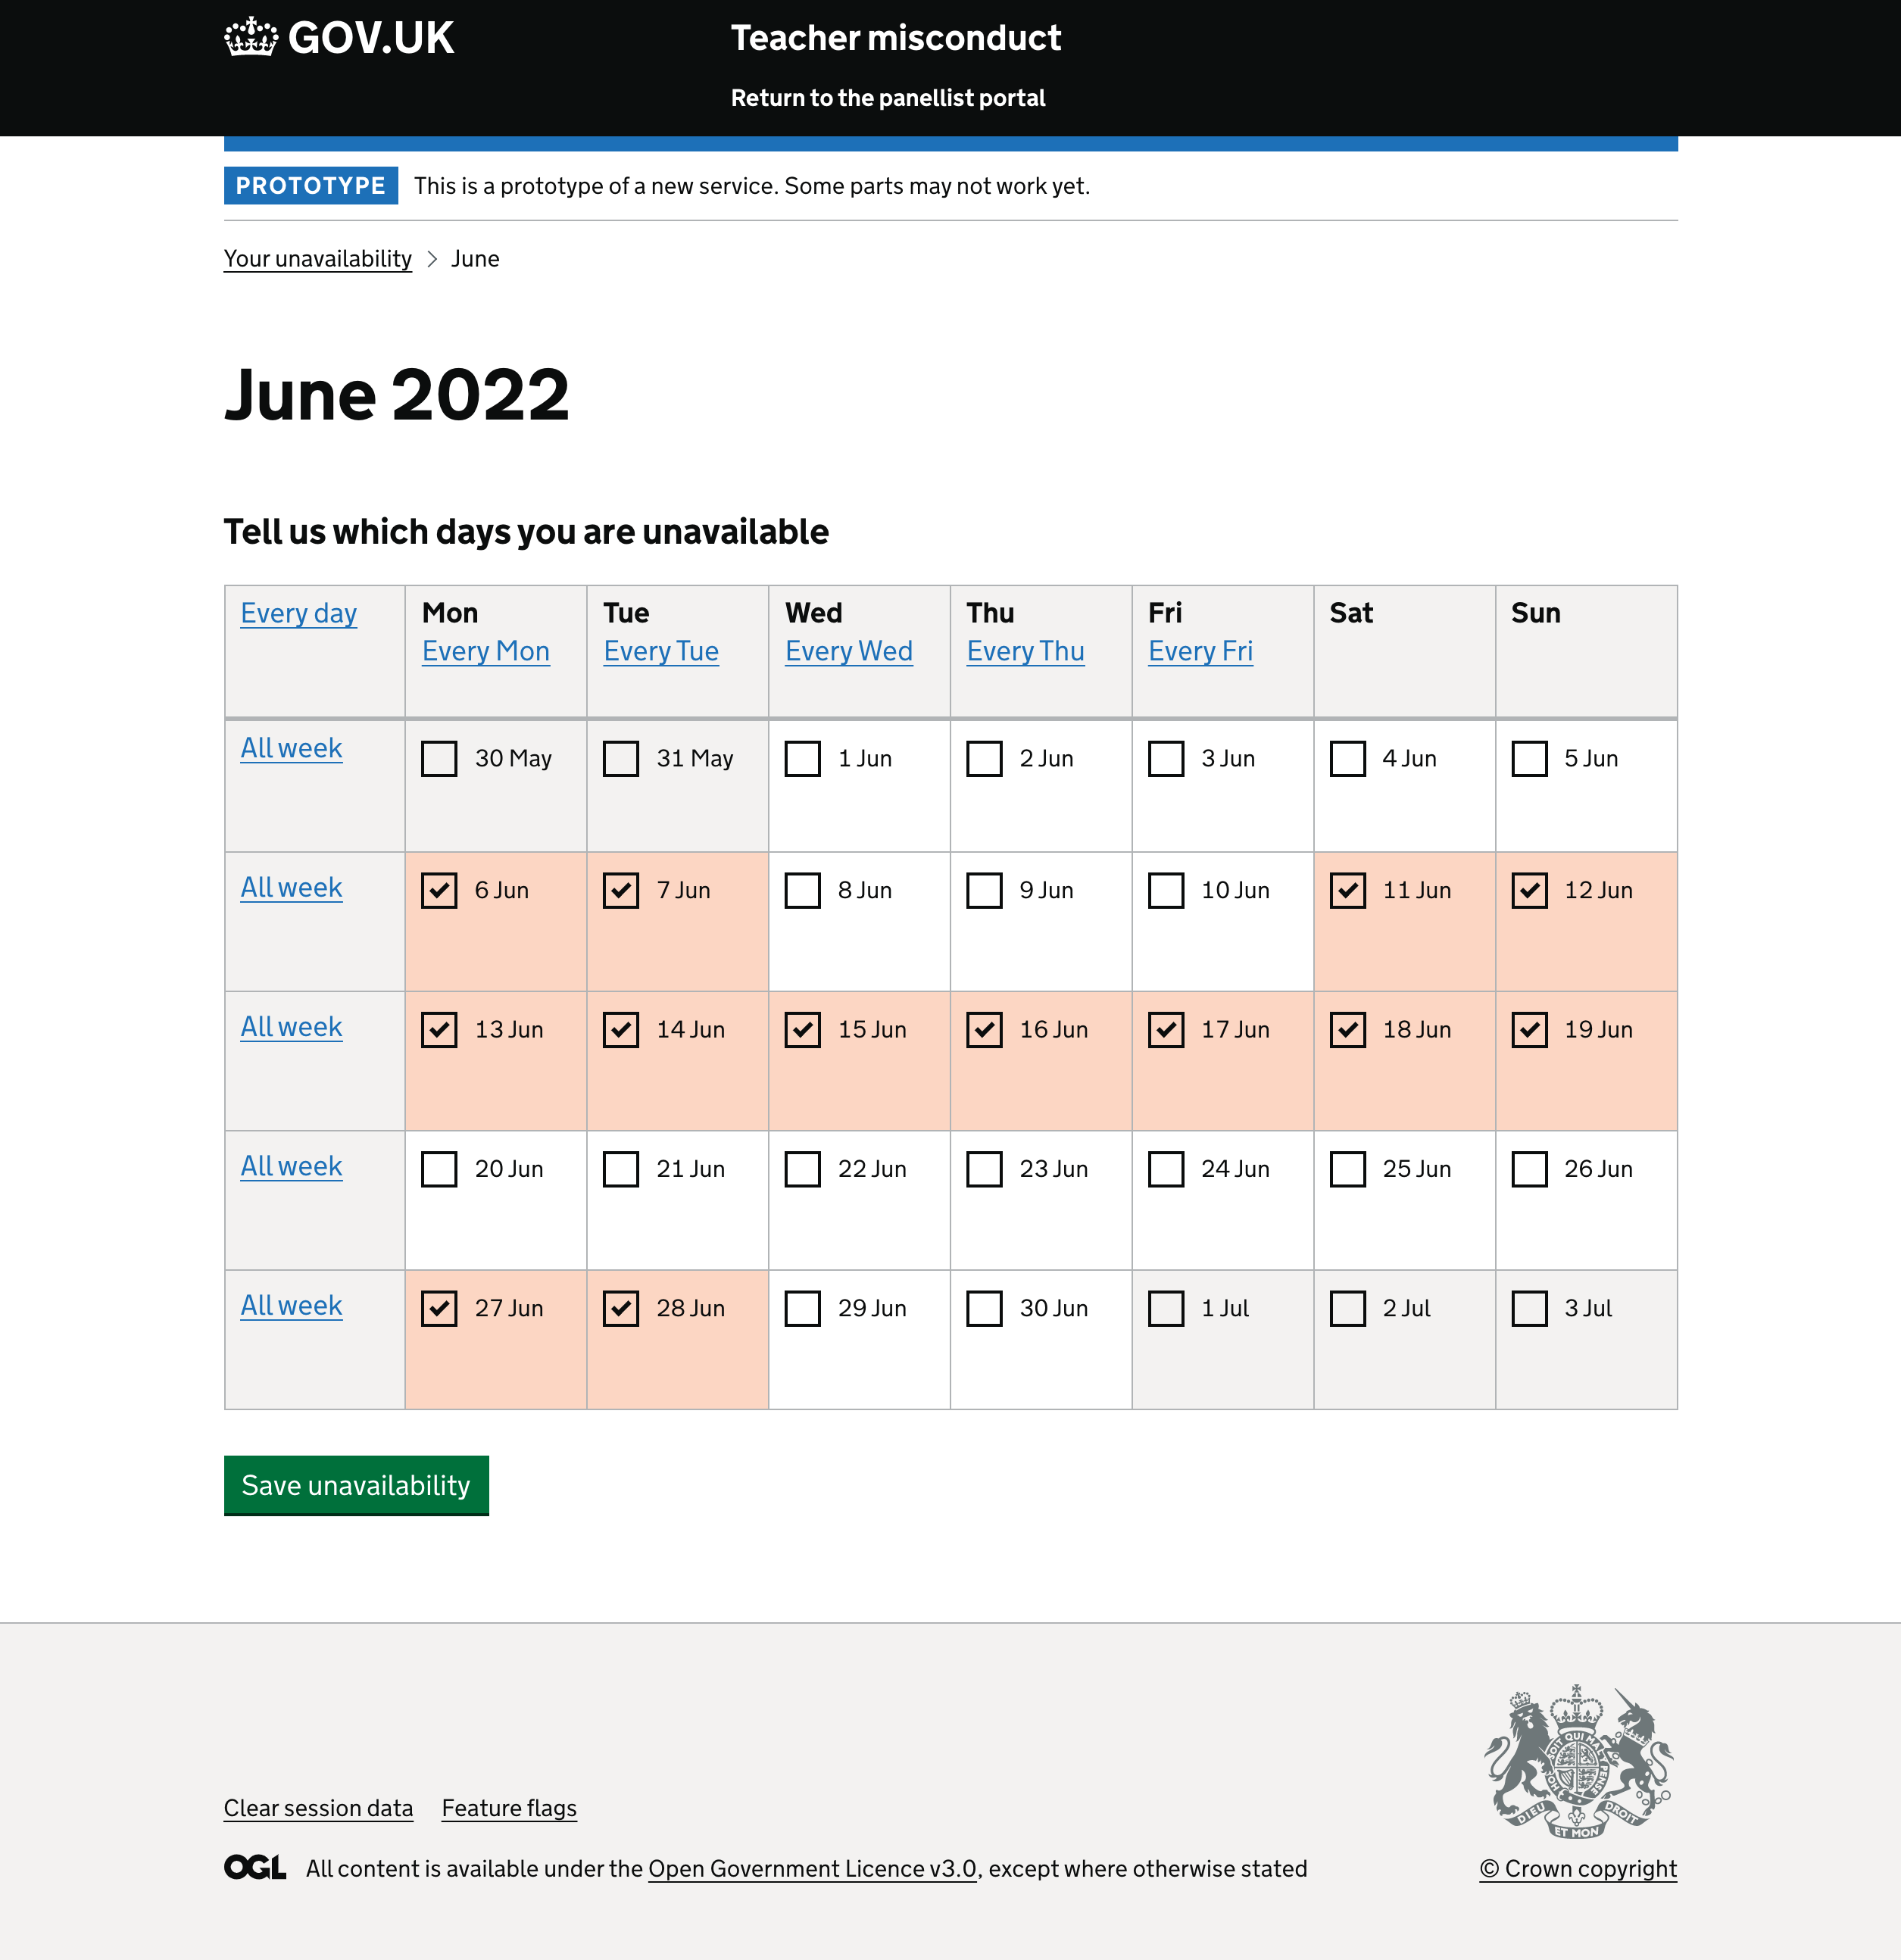 GOV.UK
Teacher misconduct
Return to the panellist portal
PROTOTYPE This is a prototype of a new service. Some parts may not work yet.
Your unavailability > June
June 2022
Tell us which days you are unavailable
Every day Mon Tue Wed Thu Fri Sat Sun
Every Mon Every Tue Every Wed Every Thu Every Fri
All week 30 May 31 May 1 Jun 2 Jun 3 Jun 4 Jun 5 Jun
All week 6 Jun 7 Jun 8 Jun 9 Jun 10 Jun 11 Jun 12 Jun
All week 13 Jun 14 Jun 15 Jun 16 Jun 17 Jun 18 Jun 19 Jun
All week 20 Jun 21 Jun 22 Jun 23 Jun 24 Jun 25 Jun 26 Jun
All week 27 Jun 28 Jun 29 Jun 30 Jun 1 Jul 2 Jul 3 Jul
Save unavailability
Clear session data Feature flags
DIEU ET MON DROIT
OGL All content is available under the Open Government Licence v3.0, except where otherwise stated
© Crown copyright